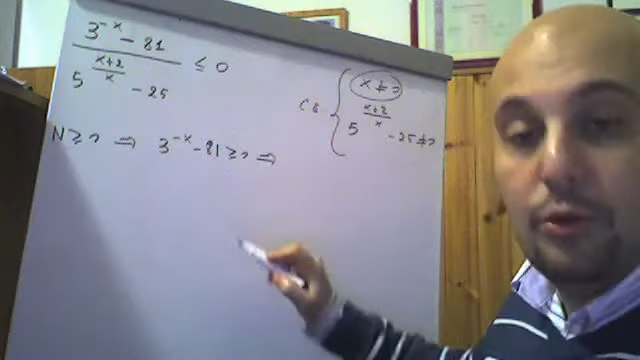 3^{-x} - 81 / 5^{(x+2)/x} - 25 ≤ 0
C.E. { x ≠ 0
5^{(x+2)/x} - 25 ≠ 0
N ≥ 0 ⇒ 3^{-x} - 81 ≥ 0 ⇒